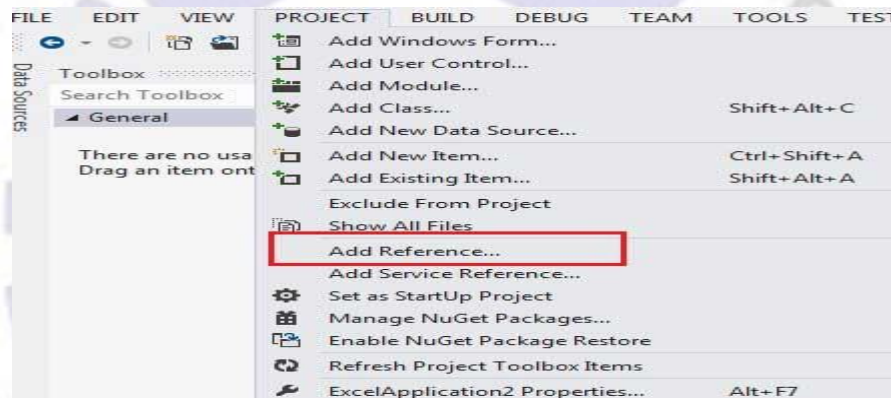 FILE EDIT VIEW PROJECT BUILD DEBUG TEAM TOOLS TEST
Data Sources
Toolbox
Search Toolbox
General
There are no usa
Drag an item ont
Add Windows Form...
Add User Control...
Add Module...
Add Class... Shift+Alt+C
Add New Data Source...
Add New Item... Ctrl+Shift+A
Add Existing Item... Shift+Alt+A
Exclude From Project
Show All Files
Add Reference...
Add Service Reference...
Set as StartUp Project
Manage NuGet Packages...
Enable NuGet Package Restore
Refresh Project Toolbox Items
ExcelApplication2 Properties... Alt+F7